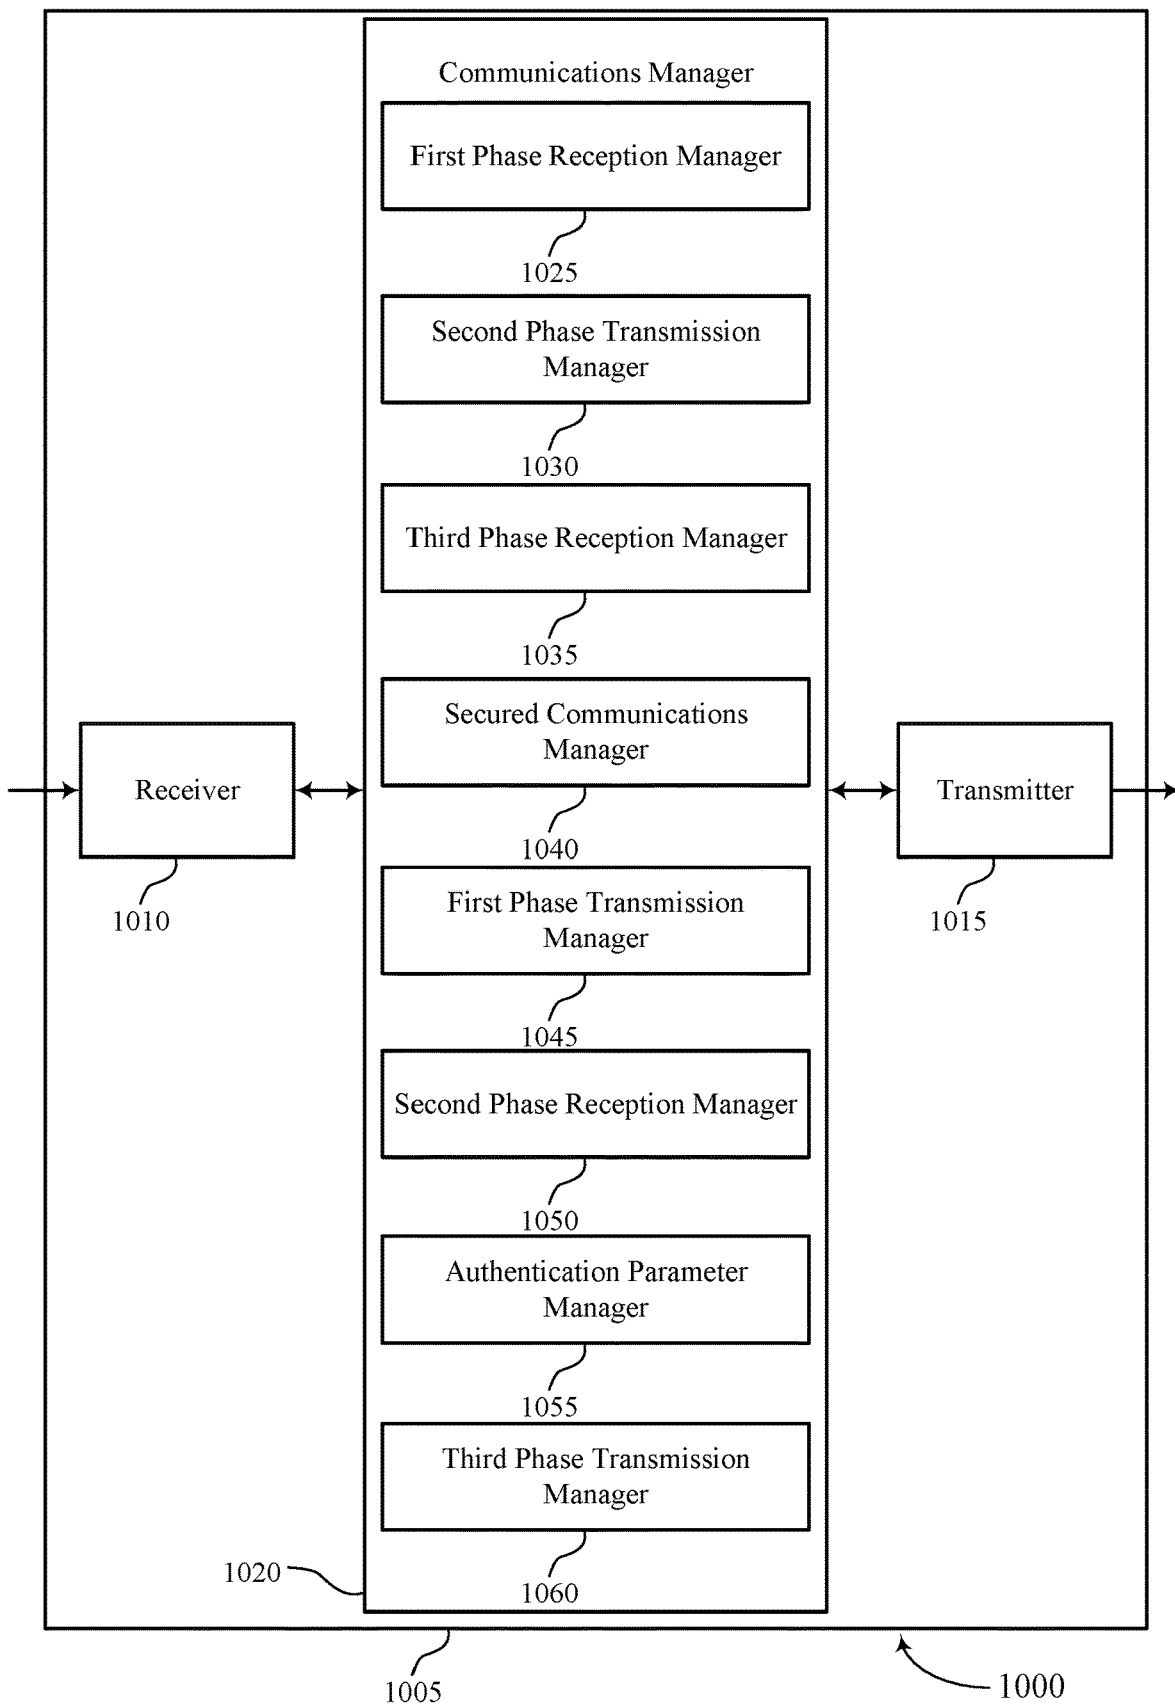 Communications Manager
First Phase Reception Manager
1025
Second Phase Transmission
Manager
1030
Third Phase Reception Manager
1035
Secured Communications
Manager
1040
Receiver
1010
Transmitter
1015
First Phase Transmission
Manager
1045
Second Phase Reception Manager
1050
Authentication Parameter
Manager
1055
Third Phase Transmission
Manager
1060
1020
1005
1000